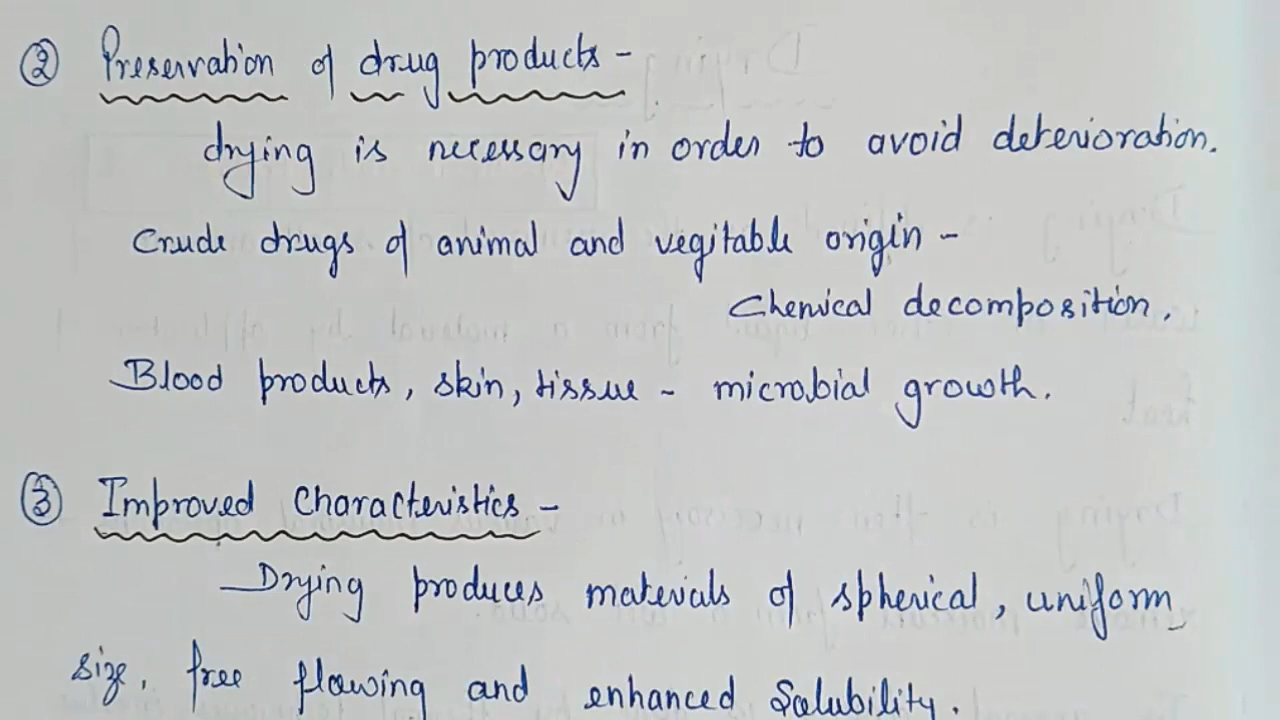 ② Preservation of drug products -
drying is necessary in order to avoid deterioration.
Crude drugs of animal and vegitable origin -
Chemical decomposition.
Blood products, skin, tissue - microbial growth.
③ Improved Characteristics -
Drying produces materials of spherical, uniform
size, free flowing and enhanced Solubility.